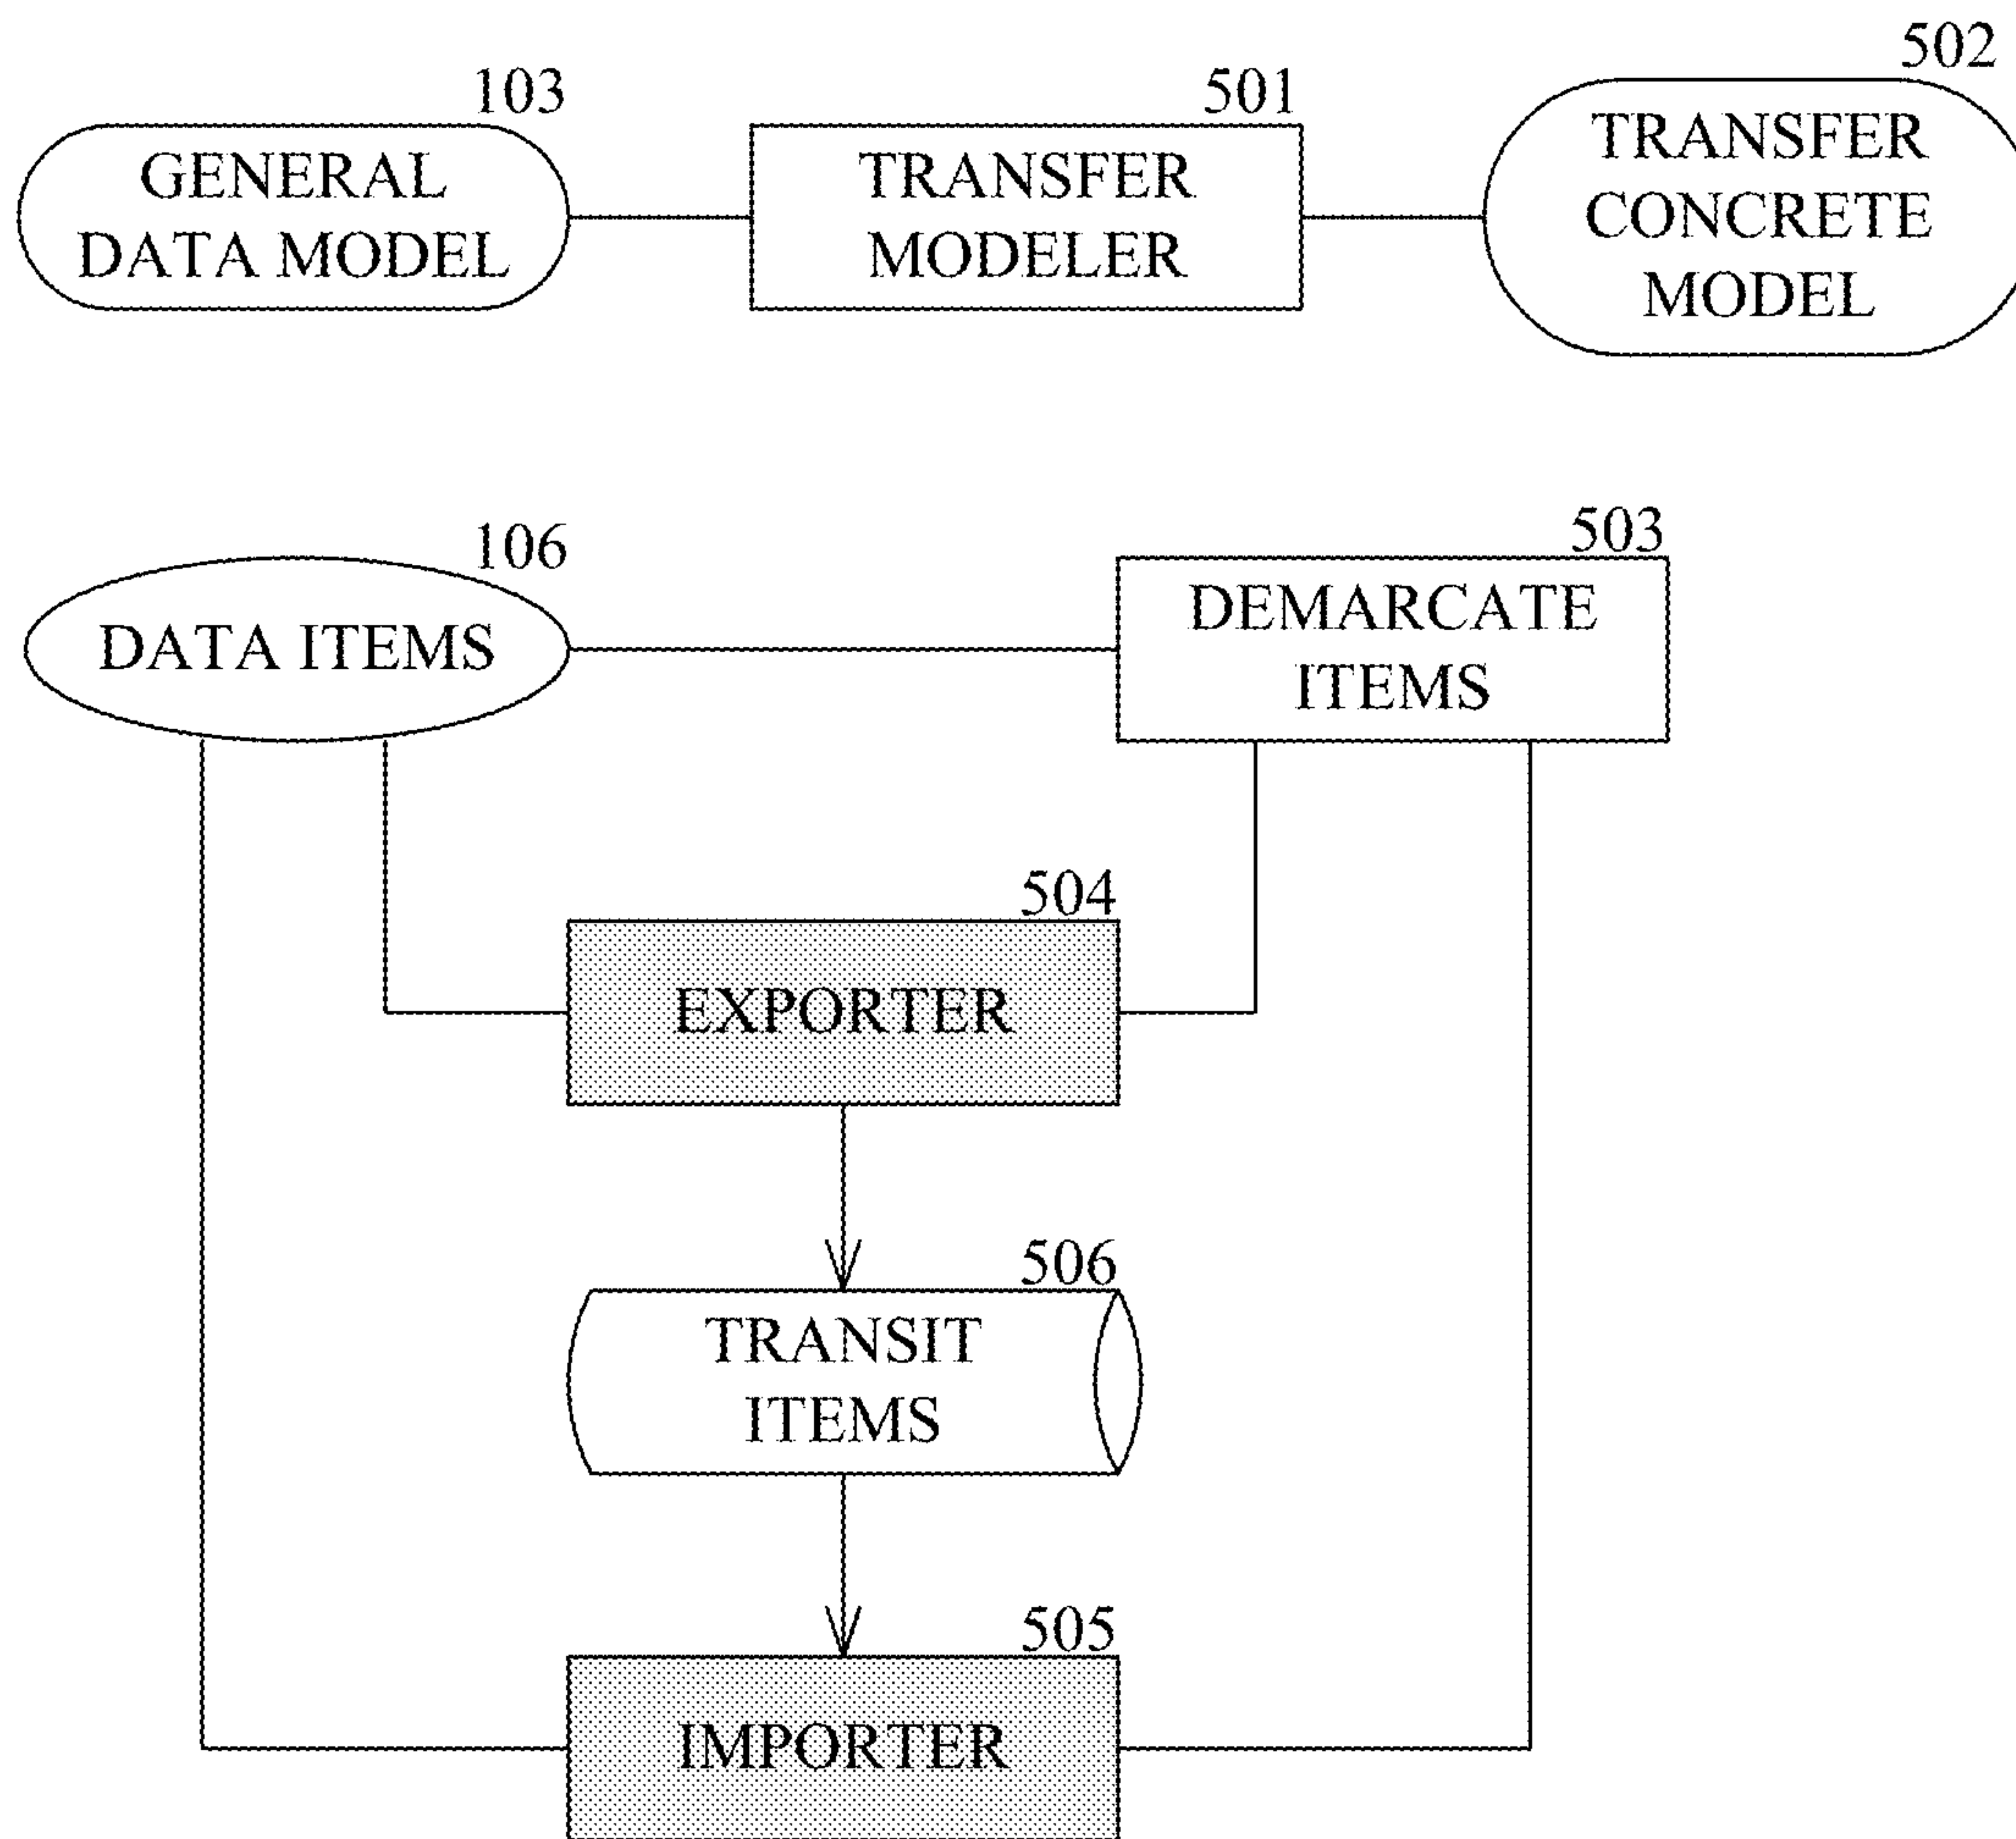 103
GENERAL
DATA MODEL
501
TRANSFER
MODELER
502
TRANSFER
CONCRETE
MODEL
106
DATA ITEMS
503
DEMARCATE
ITEMS
504
EXPORTER
506
TRANSIT
ITEMS
505
IMPORTER